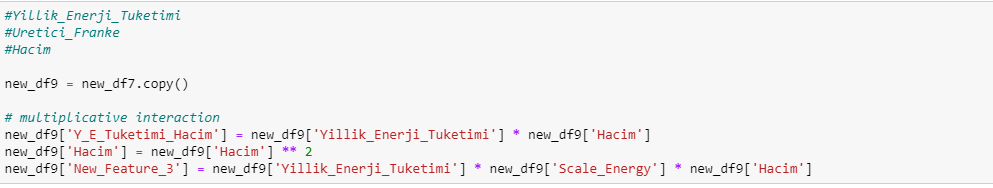 #Yillik_Enerji_Tuketimi
#Uretici_Franke
#Hacim
new_df9 = new_df7.copy()
# multiplicative interaction
new_df9['Y_E_Tuketimi_Hacim'] = new_df9['Yillik_Enerji_Tuketimi'] * new_df9['Hacim']
new_df9['Hacim'] = new_df9['Hacim'] ** 2
new_df9['New_Feature_3'] = new_df9['Yillik_Enerji_Tuketimi'] * new_df9['Scale_Energy'] * new_df9['Hacim']